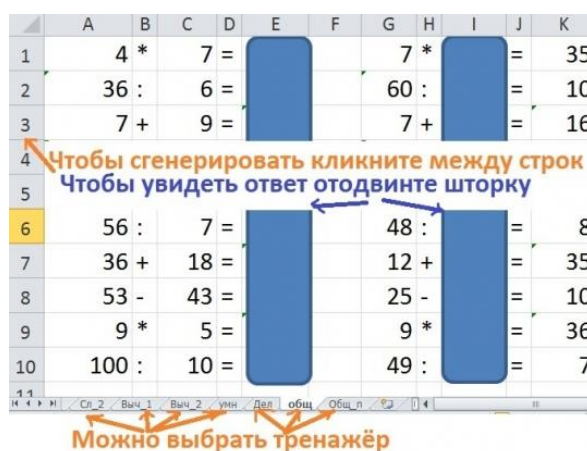 A B C D E F G H I J K
1 4 * 7 = 7 * = 35
2 36 : 6 = 60 : = 10
3 7 + 9 = 7 + = 16
4 Чтобы сгенерировать кликните между строк
5 Чтобы увидеть ответ отодвинте шторку
6 56 : 7 = 48 : = 8
7 36 + 18 = 12 + = 35
8 53 - 43 = 25 - = 10
9 9 * 5 = 9 * = 36
10 100 : 10 = 49 : = 7
11
Сл_2 Выч_1 Выч_2 умн Дел общ Общ_п
Можно выбрать тренажёр